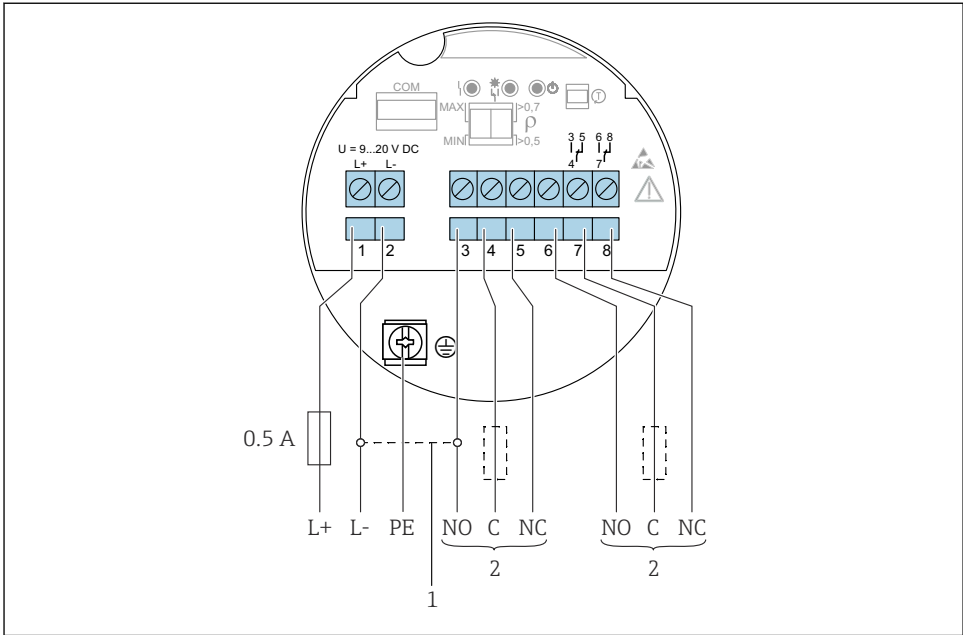 COM
MAX >0,7
ρ
MIN >0,5
T
U = 9...20 V DC
L+ L-
3 5 6 8
4 7
1 2 3 4 5 6 7 8
0.5 A
L+ L- PE NO C NC NO C NC
2 2
1